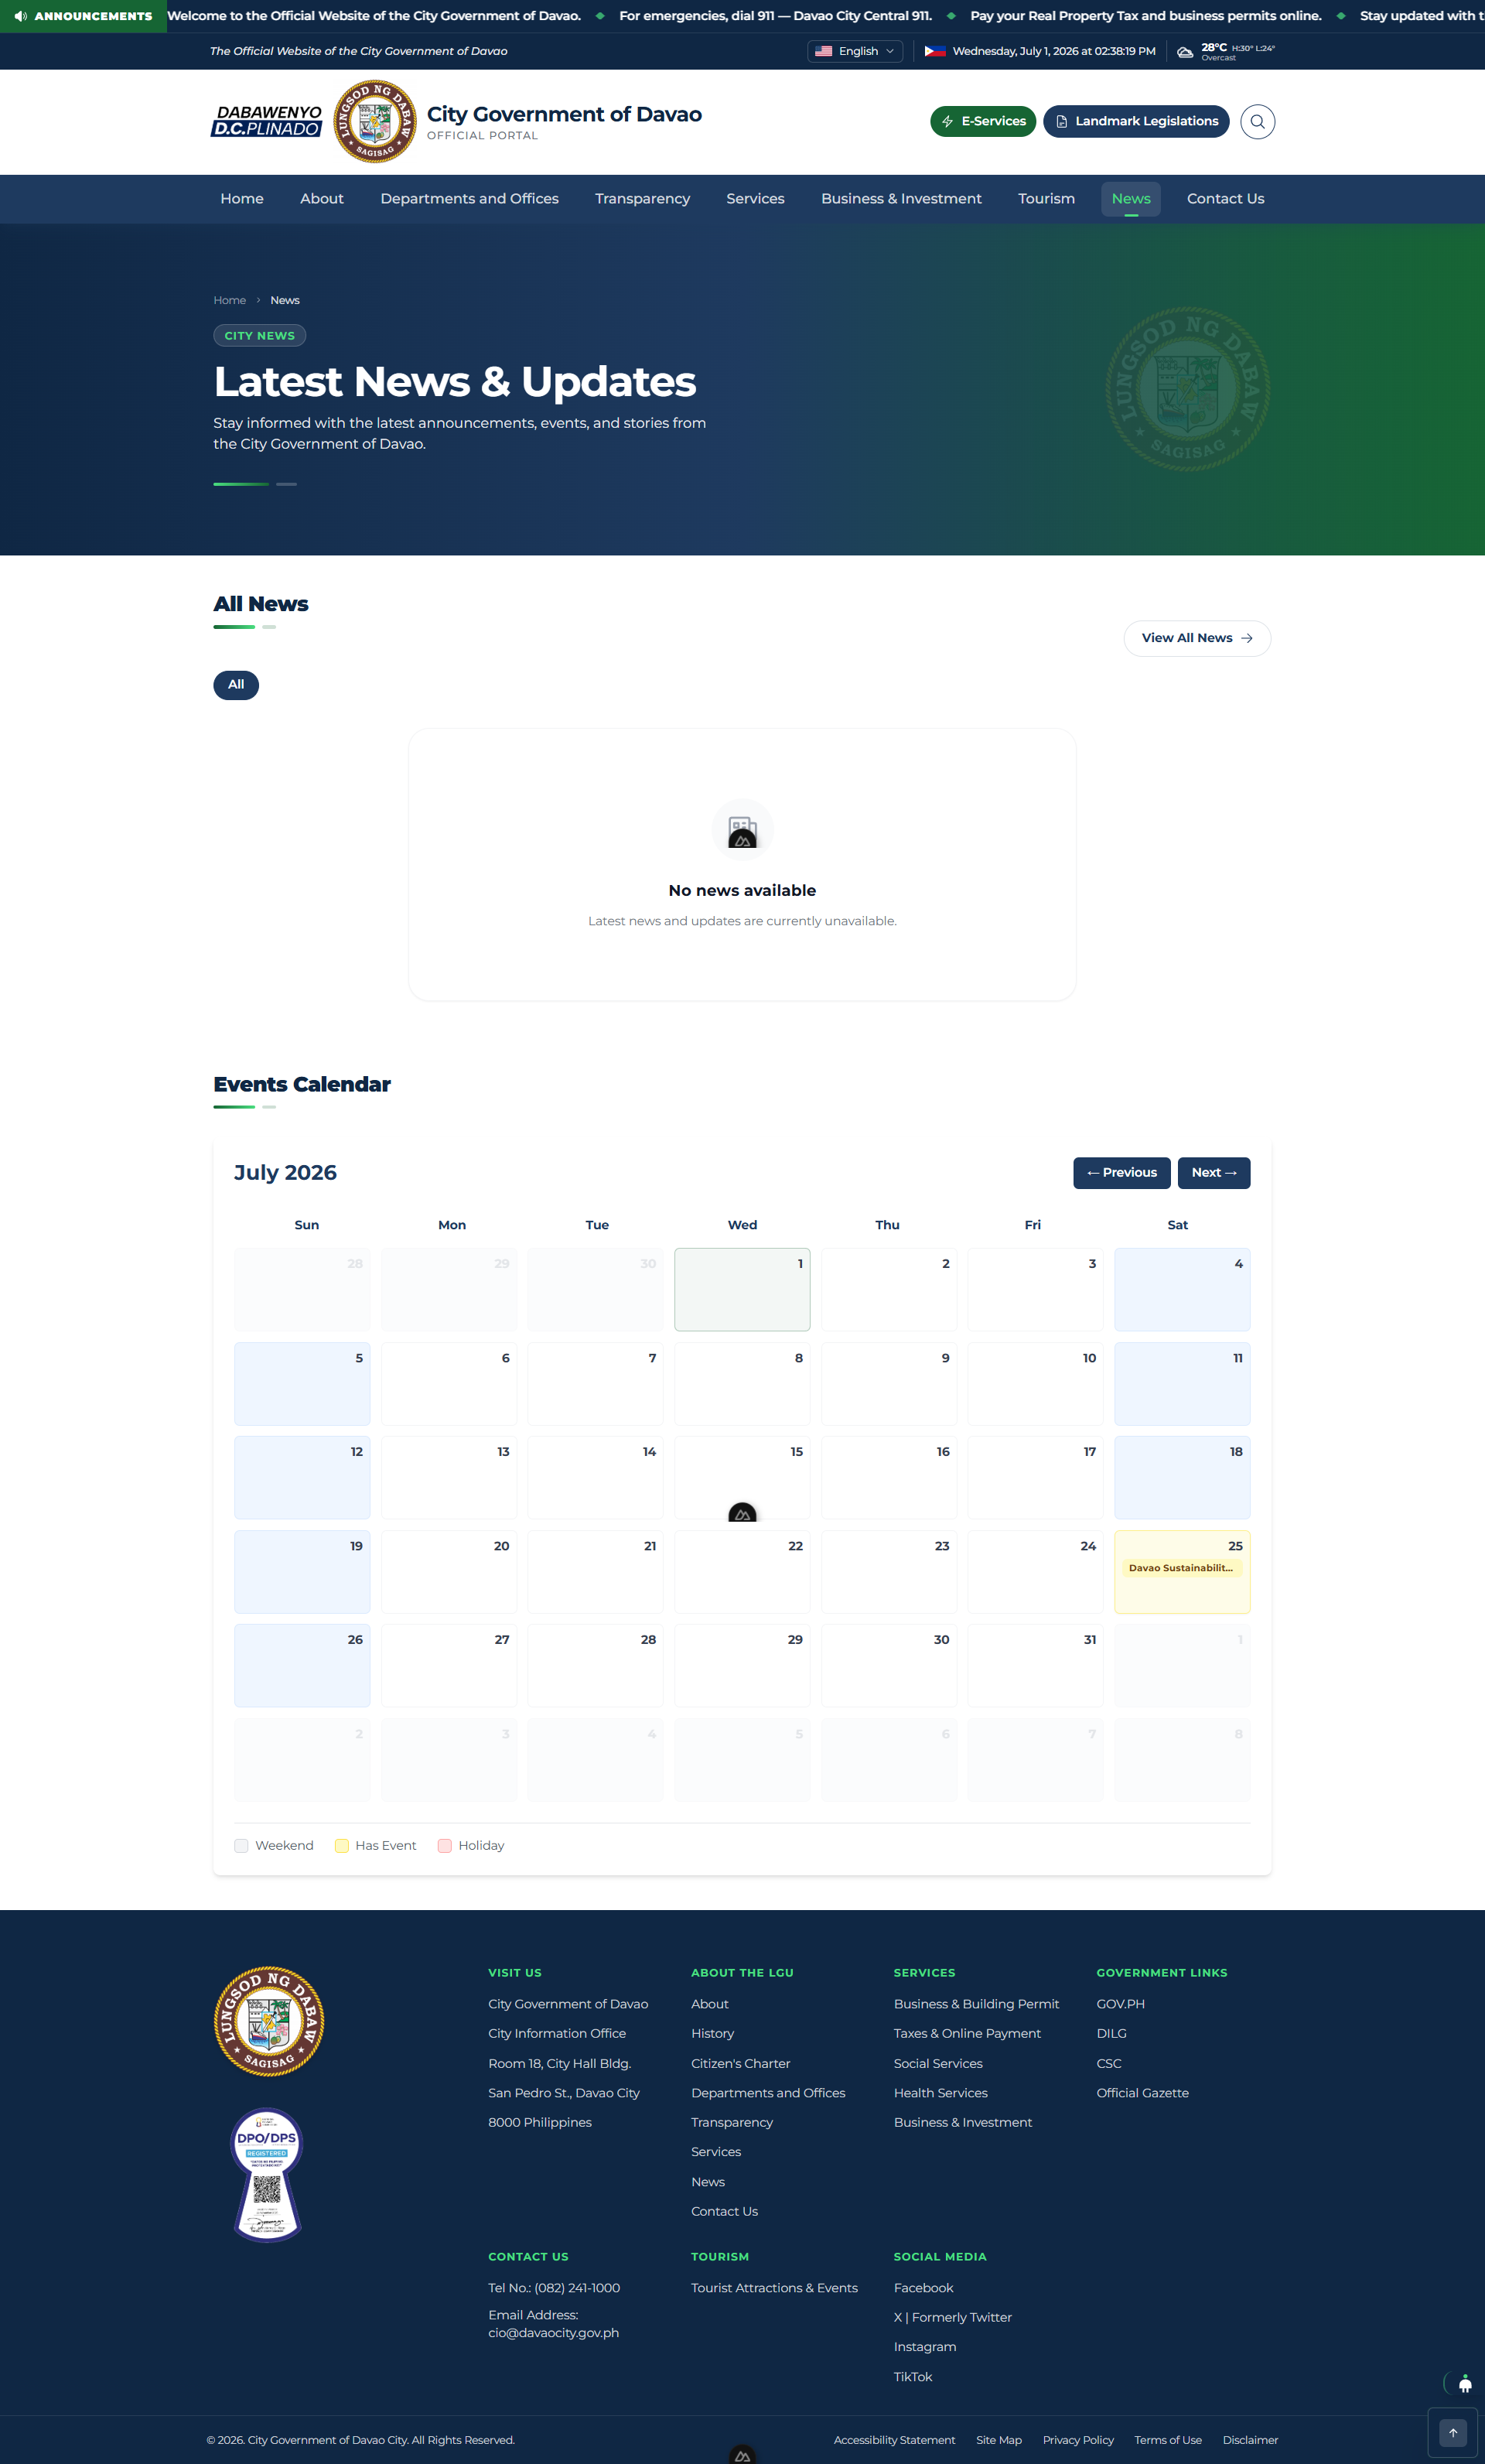 ANNOUNCEMENTS
Welcome to the Official Website of the City Government of Davao. ◆ For emergencies, dial 911 — Davao City Central 911. ◆ Pay your Real Property Tax and business permits online. ◆ Stay updated with t
The Official Website of the City Government of Davao
English
Wednesday, July 1, 2026 at 02:38:19 PM
28°C H:30° L:24°
Overcast
DABAWENYO
D.C.PLINADO
LUNGSOD NG DABAW
SAGISAG
City Government of Davao
OFFICIAL PORTAL
E-Services
Landmark Legislations
Home About Departments and Offices Transparency Services Business & Investment Tourism News Contact Us
Home > News
CITY NEWS
Latest News & Updates
Stay informed with the latest announcements, events, and stories from
the City Government of Davao.
LUNGSOD NG DABAW
SAGISAG
All News
View All News →
All
No news available
Latest news and updates are currently unavailable.
Events Calendar
July 2026
← Previous Next →
Sun Mon Tue Wed Thu Fri Sat
28 29 30 1 2 3 4
5 6 7 8 9 10 11
12 13 14 15 16 17 18
19 20 21 22 23 24 25
Davao Sustainabilit...
26 27 28 29 30 31 1
2 3 4 5 6 7 8
Weekend Has Event Holiday
LUNGSOD NG DABAW
SAGISAG
DPO/DPS
REGISTERED
VISIT US
City Government of Davao
City Information Office
Room 18, City Hall Bldg.
San Pedro St., Davao City
8000 Philippines
ABOUT THE LGU
About
History
Citizen's Charter
Departments and Offices
Transparency
Services
News
Contact Us
SERVICES
Business & Building Permit
Taxes & Online Payment
Social Services
Health Services
Business & Investment
GOVERNMENT LINKS
GOV.PH
DILG
CSC
Official Gazette
CONTACT US
Tel No.: (082) 241-1000
Email Address:
cio@davaocity.gov.ph
TOURISM
Tourist Attractions & Events
SOCIAL MEDIA
Facebook
X | Formerly Twitter
Instagram
TikTok
© 2026. City Government of Davao City. All Rights Reserved.
Accessibility Statement Site Map Privacy Policy Terms of Use Disclaimer